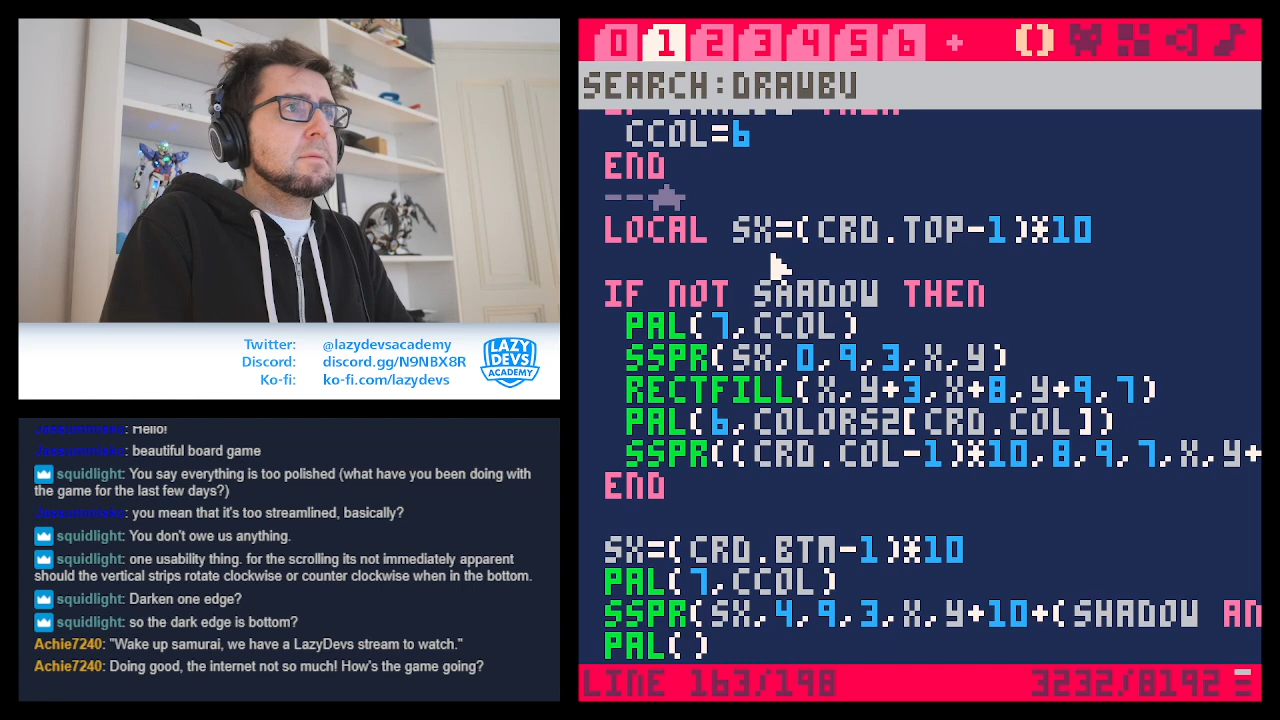 Twitter: @lazydevsacademy
Discord: discord.gg/N9NBX8R
Ko-fi: ko-fi.com/lazydevs
LAZY
DEVS
ACADEMY
: Hello!
: beautiful board game
squidlight: You say everything is too polished (what have you been doing with
the game for the last few days?)
: you mean that it's too streamlined, basically?
squidlight: You don't owe us anything.
squidlight: one usability thing. for the scrolling its not immediately apparent
should the vertical strips rotate clockwise or counter clockwise when in the bottom.
squidlight: Darken one edge?
squidlight: so the dark edge is bottom?
Achie7240: "Wake up samurai, we have a LazyDevs stream to watch."
Achie7240: Doing good, the internet not so much! How's the game going?
0 1 2 3 4 5 6 + ()
SEARCH:DRAWBU
CCOL=6
END
--
LOCAL SX=(CRD.TOP-1)*10
IF NOT SHADOW THEN
PAL(7,CCOL)
SSPR(SX,0,9,3,X,Y)
RECTFILL(X,Y+3,X+8,Y+9,7)
PAL(6,COLORS2[CRD.COL])
SSPR((CRD.COL-1)*10,8,9,7,X,Y+
END
SX=(CRD.BTM-1)*10
PAL(7,CCOL)
SSPR(SX,4,9,3,X,Y+10+(SHADOW AN
PAL()
LINE 163/198 3232/8192